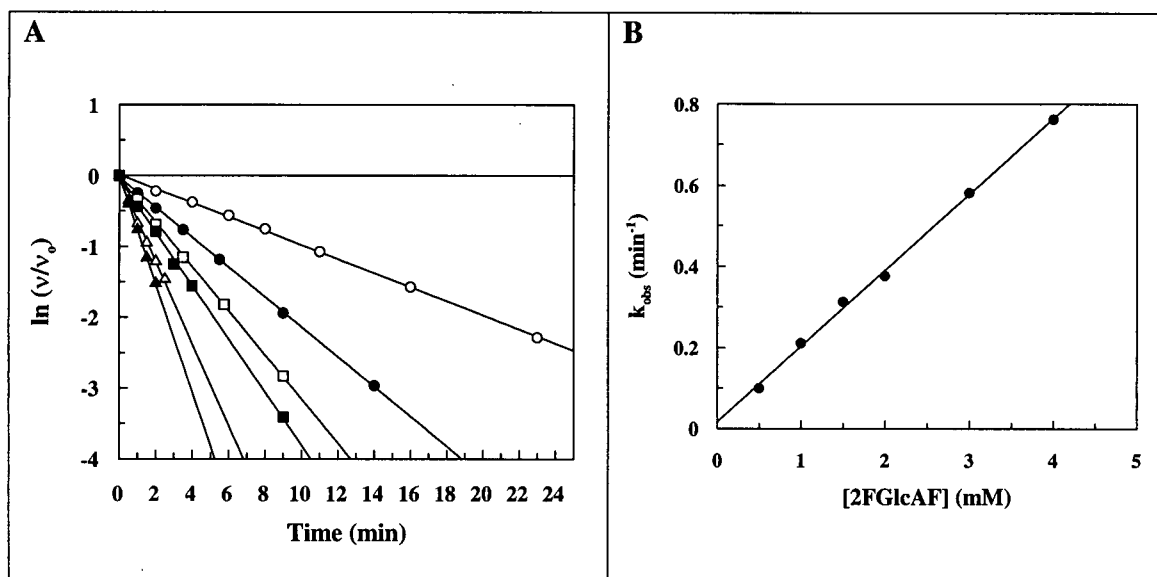 A
ln (ν/νo)
1
0
-1
-2
-3
-4
0 2 4 6 8 10 12 14 16 18 20 22 24
Time (min)
B
kobs (min-1)
0.8
0.6
0.4
0.2
0
0 1 2 3 4 5
[2FGlcAF] (mM)